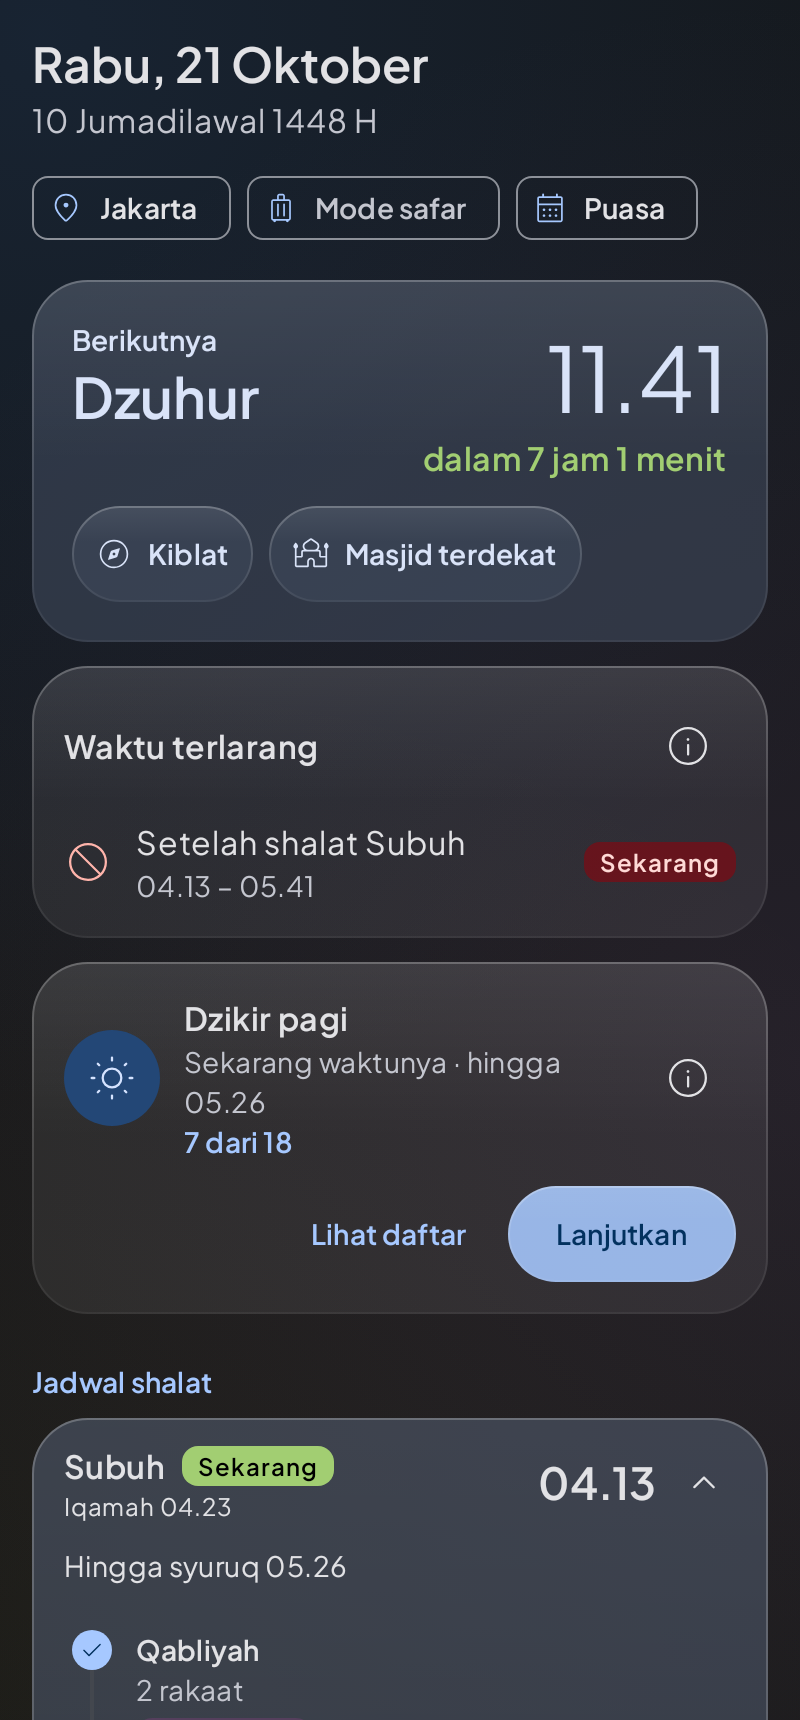 Rabu, 21 Oktober
10 Jumadilawal 1448 H
Jakarta
Mode safar
Puasa
Berikutnya
Dzuhur
11.41
dalam 7 jam 1 menit
Kiblat
Masjid terdekat
Waktu terlarang
Setelah shalat Subuh
04.13 – 05.41
Sekarang
Dzikir pagi
Sekarang waktunya · hingga
05.26
7 dari 18
Lihat daftar
Lanjutkan
Jadwal shalat
Subuh
Sekarang
Iqamah 04.23
04.13
Hingga syuruq 05.26
Qabliyah
2 rakaat